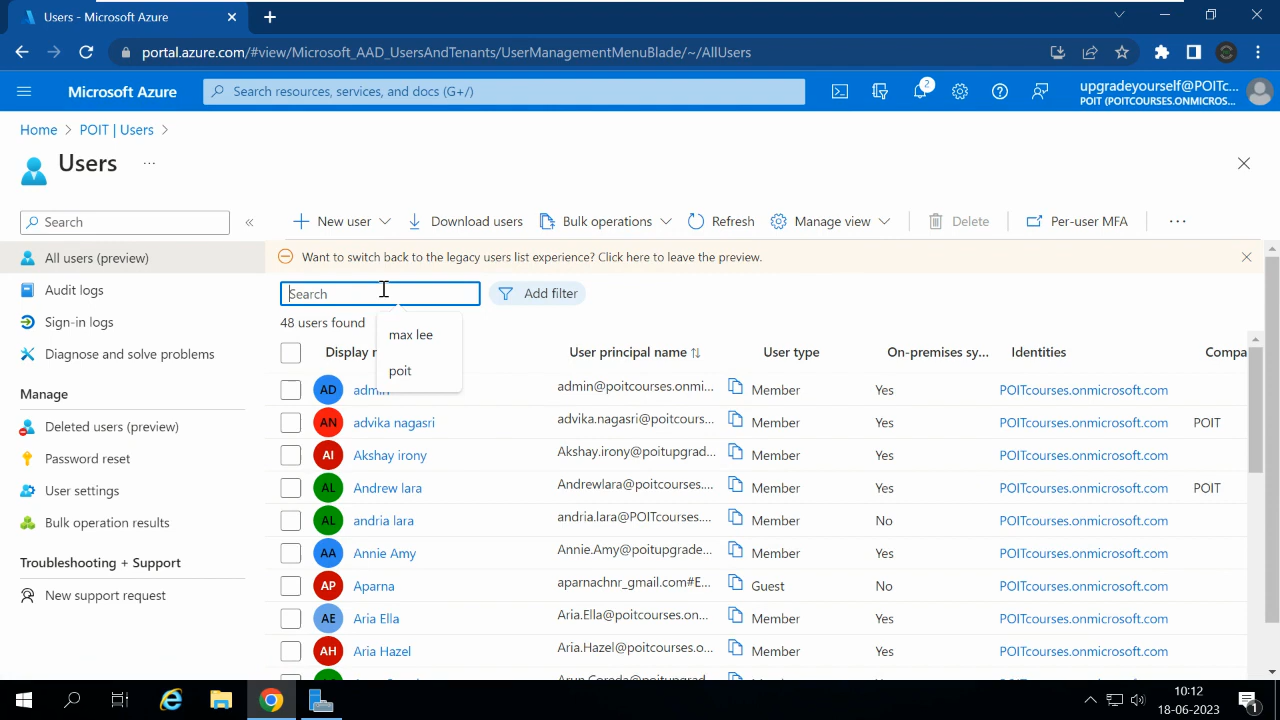 Users - Microsoft Azure
portal.azure.com/#view/Microsoft_AAD_UsersAndTenants/UserManagementMenuBlade/~/AllUsers
Microsoft Azure
Search resources, services, and docs (G+/)
2
upgradeyourself@POITc...
POIT (POITCOURSES.ONMICROS...
Home > POIT | Users >
Users
...
Search
«
New user
Download users
Bulk operations
Refresh
Manage view
Delete
Per-user MFA
...
All users (preview)
Audit logs
Sign-in logs
Diagnose and solve problems
Manage
Deleted users (preview)
Password reset
User settings
Bulk operation results
Troubleshooting + Support
New support request
Want to switch back to the legacy users list experience? Click here to leave the preview.
Search
Add filter
48 users found
max lee
poit
Display User principal name User type On-premises sy... Identities Compa
AD admin admin@poitcourses.onmi... Member Yes POITcourses.onmicrosoft.com
AN advika nagasri advika.nagasri@poitcours... Member Yes POITcourses.onmicrosoft.com POIT
AI Akshay irony Akshay.irony@poitupgrad... Member Yes POITcourses.onmicrosoft.com
AL Andrew lara Andrewlara@poitcourses.... Member Yes POITcourses.onmicrosoft.com POIT
AL andria lara andria.lara@POITcourses.... Member No POITcourses.onmicrosoft.com
AA Annie Amy Annie.Amy@poitupgrade... Member Yes POITcourses.onmicrosoft.com
AP Aparna aparnachnr_gmail.com#E... Guest No POITcourses.onmicrosoft.com
AE Aria Ella Aria.Ella@poitcourses.on... Member Yes POITcourses.onmicrosoft.com
AH Aria Hazel Aria.Hazel@poitcourses.o... Member Yes POITcourses.onmicrosoft.com
10:12
18-06-2023
1